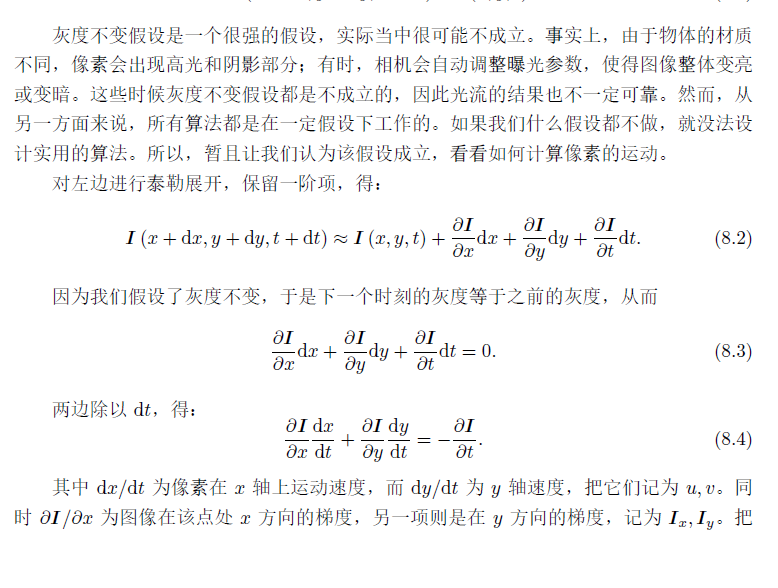 灰度不变假设是一个很强的假设，实际当中很可能不成立。事实上，由于物体的材质
不同，像素会出现高光和阴影部分；有时，相机会自动调整曝光参数，使得图像整体变亮
或变暗。这些时候灰度不变假设都是不成立的，因此光流的结果也不一定可靠。然而，从
另一方面来说，所有算法都是在一定假设下工作的。如果我们什么假设都不做，就没法设
计实用的算法。所以，暂且让我们认为该假设成立，看看如何计算像素的运动。
对左边进行泰勒展开，保留一阶项，得：
I (x + dx, y + dy, t + dt) ≈ I (x, y, t) + ∂I/∂x dx + ∂I/∂y dy + ∂I/∂t dt. (8.2)
因为我们假设了灰度不变，于是下一个时刻的灰度等于之前的灰度，从而
∂I/∂x dx + ∂I/∂y dy + ∂I/∂t dt = 0. (8.3)
两边除以 dt，得：
∂I/∂x dx/dt + ∂I/∂y dy/dt = −∂I/∂t. (8.4)
其中 dx/dt 为像素在 x 轴上运动速度，而 dy/dt 为 y 轴速度，把它们记为 u, v。同
时 ∂I/∂x 为图像在该点处 x 方向的梯度，另一项则是在 y 方向的梯度，记为 Iₓ, I_y。把